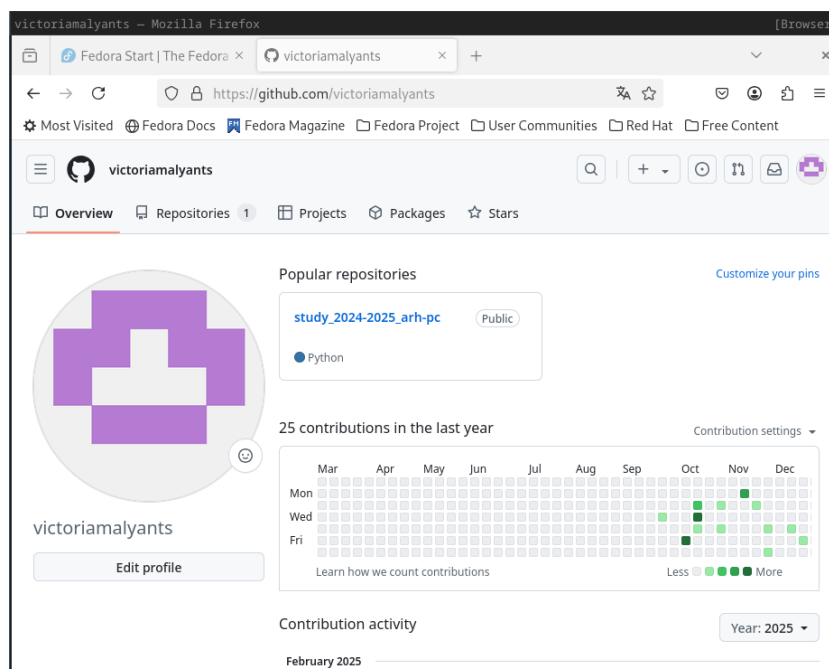 victoriamalyants — Mozilla Firefox [Browser
Fedora Start | The Fedora × victoriamalyants ×
https://github.com/victoriamalyants
Most Visited Fedora Docs Fedora Magazine Fedora Project User Communities Red Hat Free Content
victoriamalyants
Overview Repositories 1 Projects Packages Stars
Popular repositories Customize your pins
study_2024-2025_arh-pc Public
Python
25 contributions in the last year Contribution settings
Mar Apr May Jun Jul Aug Sep Oct Nov Dec
Mon
Wed
Fri
Learn how we count contributions Less More
victoriamalyants
Edit profile
Contribution activity Year: 2025
February 2025